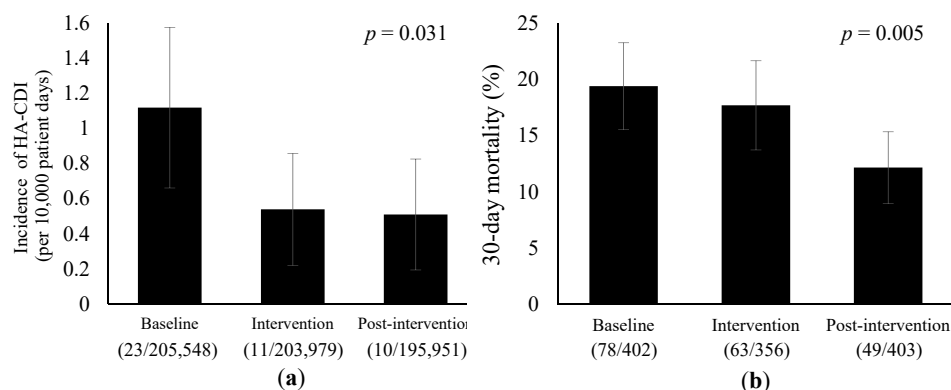 Incidence of HA-CDI
(per 10,000 patient days)
1.6
1.4
1.2
1
0.8
0.6
0.4
0.2
0
p = 0.031
Baseline
(23/205,548)
Intervention
(11/203,979)
Post-intervention
(10/195,951)
(a)
30-day mortality (%)
25
20
15
10
5
0
p = 0.005
Baseline
(78/402)
Intervention
(63/356)
Post-intervention
(49/403)
(b)